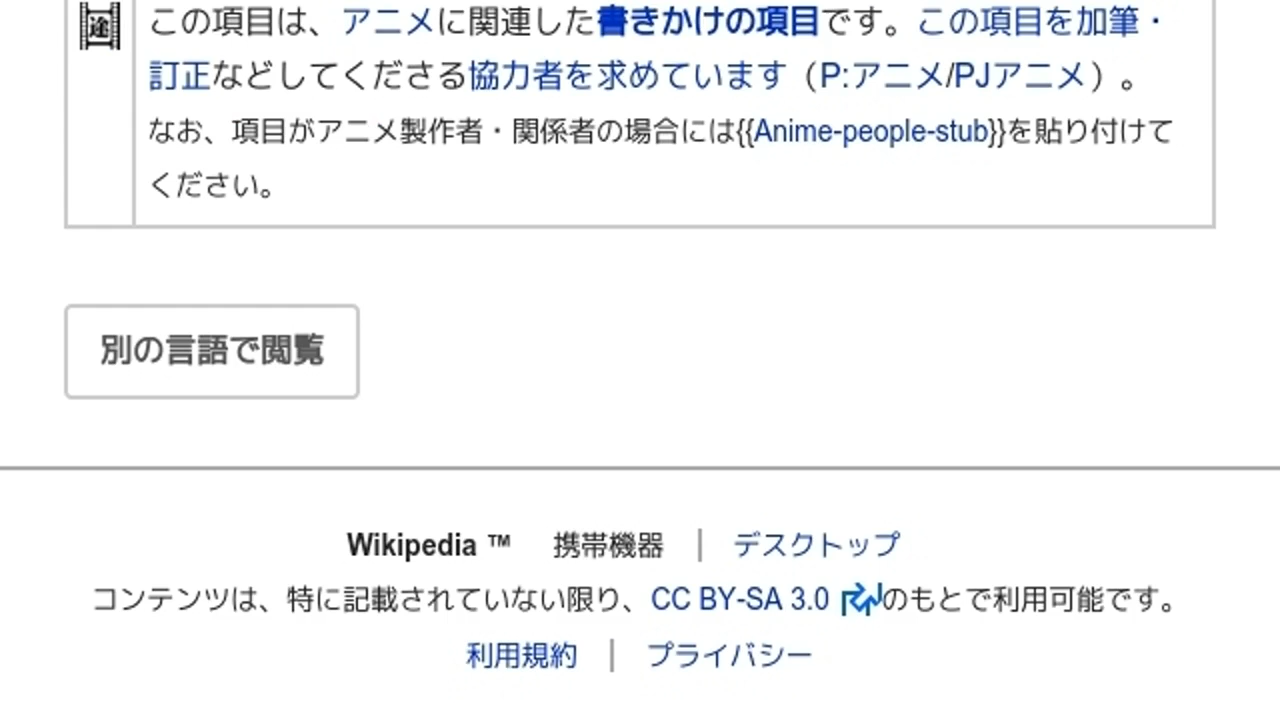 途
この項目は、アニメに関連した書きかけの項目です。この項目を加筆・
訂正などしてくださる協力者を求めています（P:アニメ/PJアニメ）。
なお、項目がアニメ製作者・関係者の場合には{{Anime-people-stub}}を貼り付けて
ください。
別の言語で閲覧
Wikipedia ™ 携帯機器 | デスクトップ
コンテンツは、特に記載されていない限り、CC BY-SA 3.0 のもとで利用可能です。
利用規約 | プライバシー